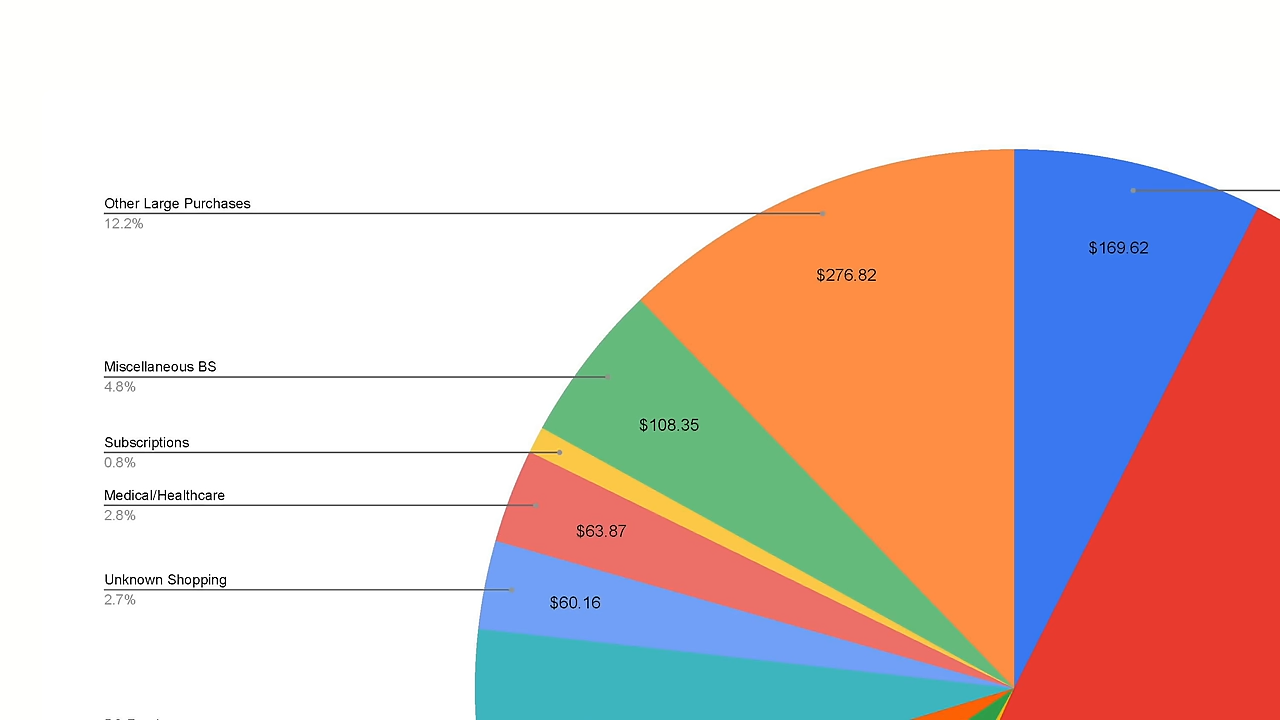 Other Large Purchases
12.2%
$169.62
$276.82
Miscellaneous BS
4.8%
$108.35
Subscriptions
0.8%
Medical/Healthcare
2.8%
$63.87
Unknown Shopping
2.7%
$60.16